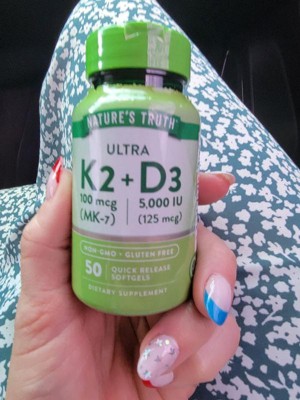 NATURE'S TRUTH
ULTRA
K2+D3
100 mcg 5,000 IU
(MK-7) (125 mcg)
NON-GMO • GLUTEN FREE
50 QUICK RELEASE
SOFTGELS
DIETARY SUPPLEMENT